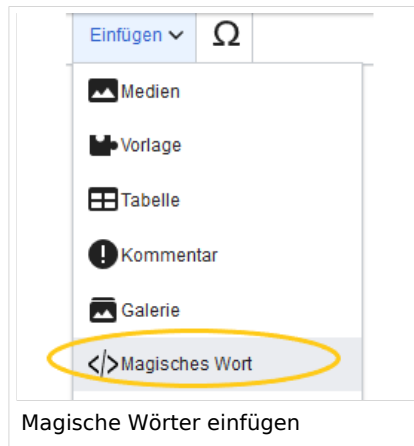 Einfügen Ω
Medien
Vorlage
Tabelle
Kommentar
Galerie
</>Magisches Wort
Magische Wörter einfügen